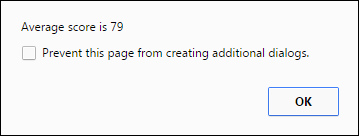 Average score is 79
Prevent this page from creating additional dialogs.
OK